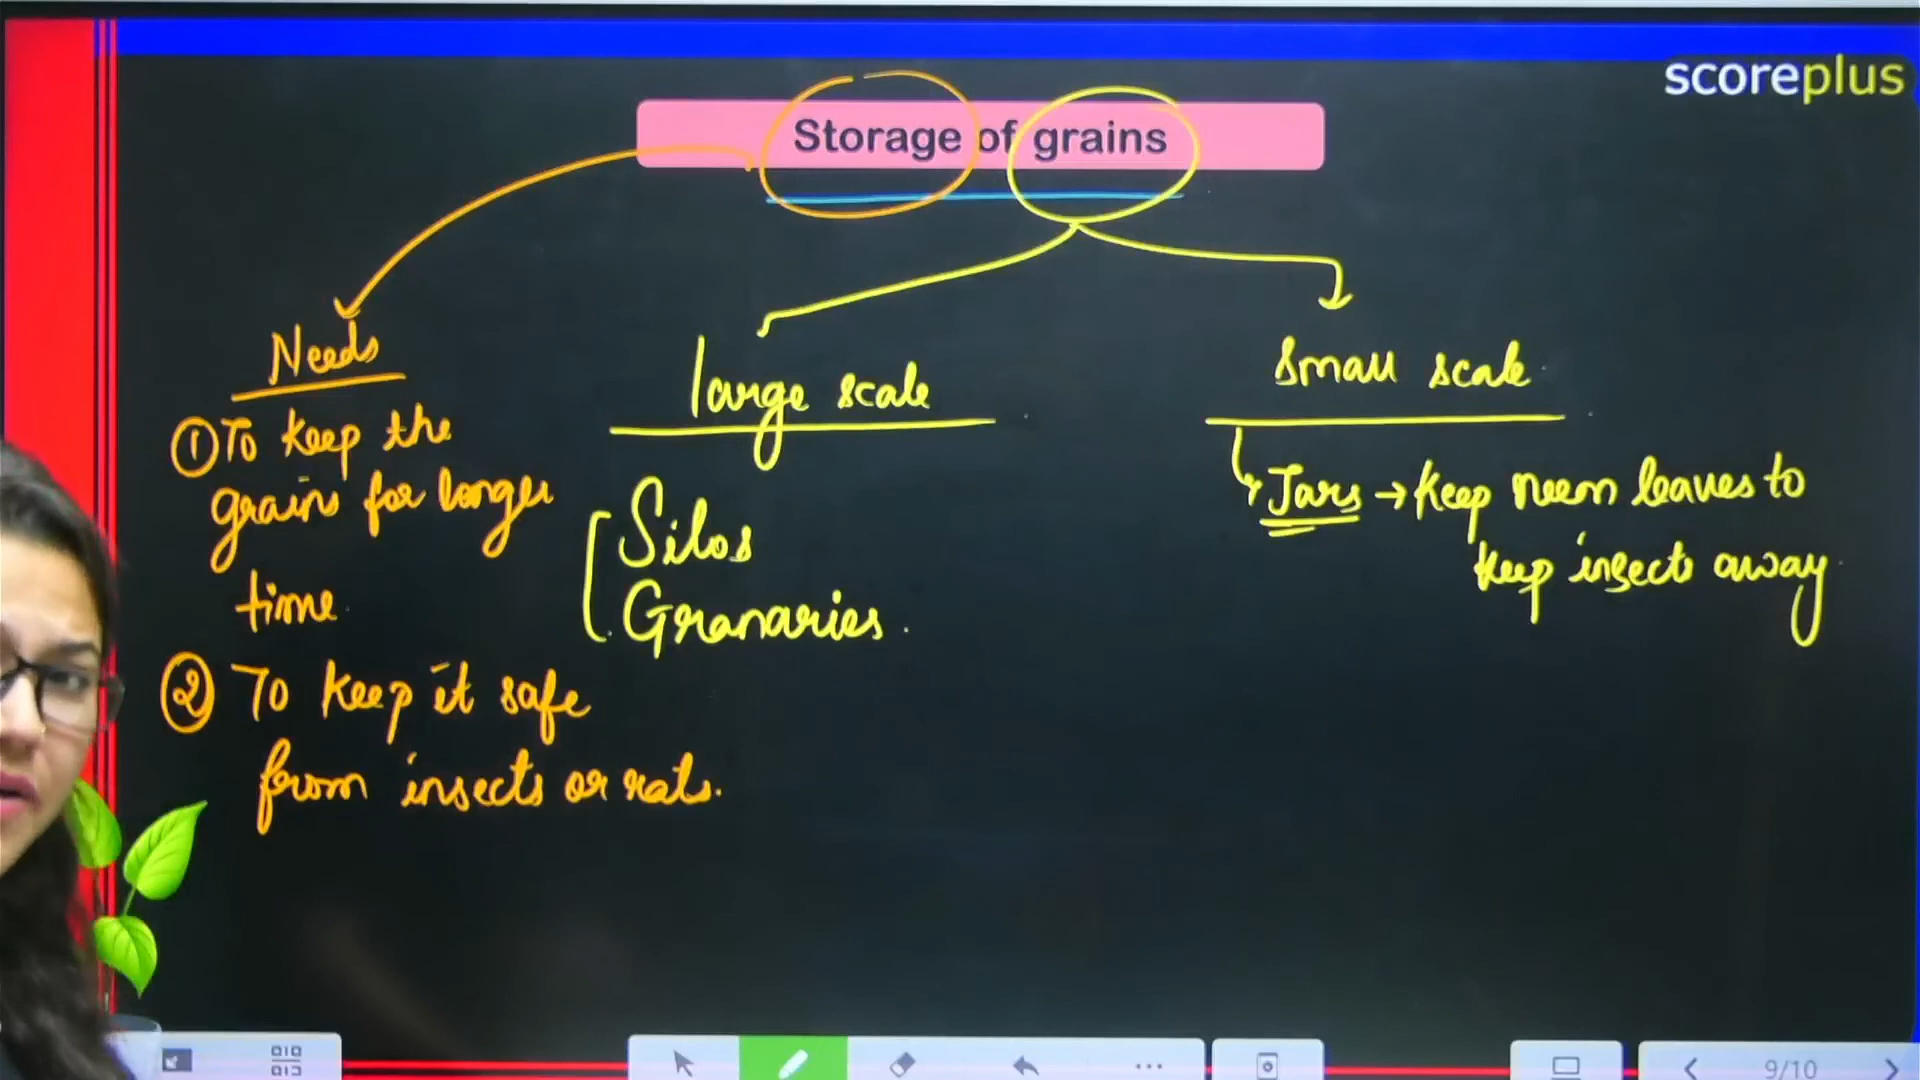 scoreplus
Storage of grains
Needs
① To keep the
grains for longer
time.
② To keep it safe
from insects or rats.
large scale
Silos
Granaries.
Small scale
Jars → Keep neem leaves to
keep insects away.
9/10